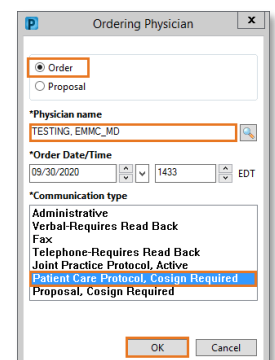 P Ordering Physician x
Order
Proposal
*Physician name
TESTING, EMMC_MD
*Order Date/Time
09/30/2020 1433 EDT
*Communication type
Administrative
Verbal-Requires Read Back
Fax
Telephone-Requires Read Back
Joint Practice Protocol, Active
Patient Care Protocol, Cosign Required
Proposal, Cosign Required
OK Cancel